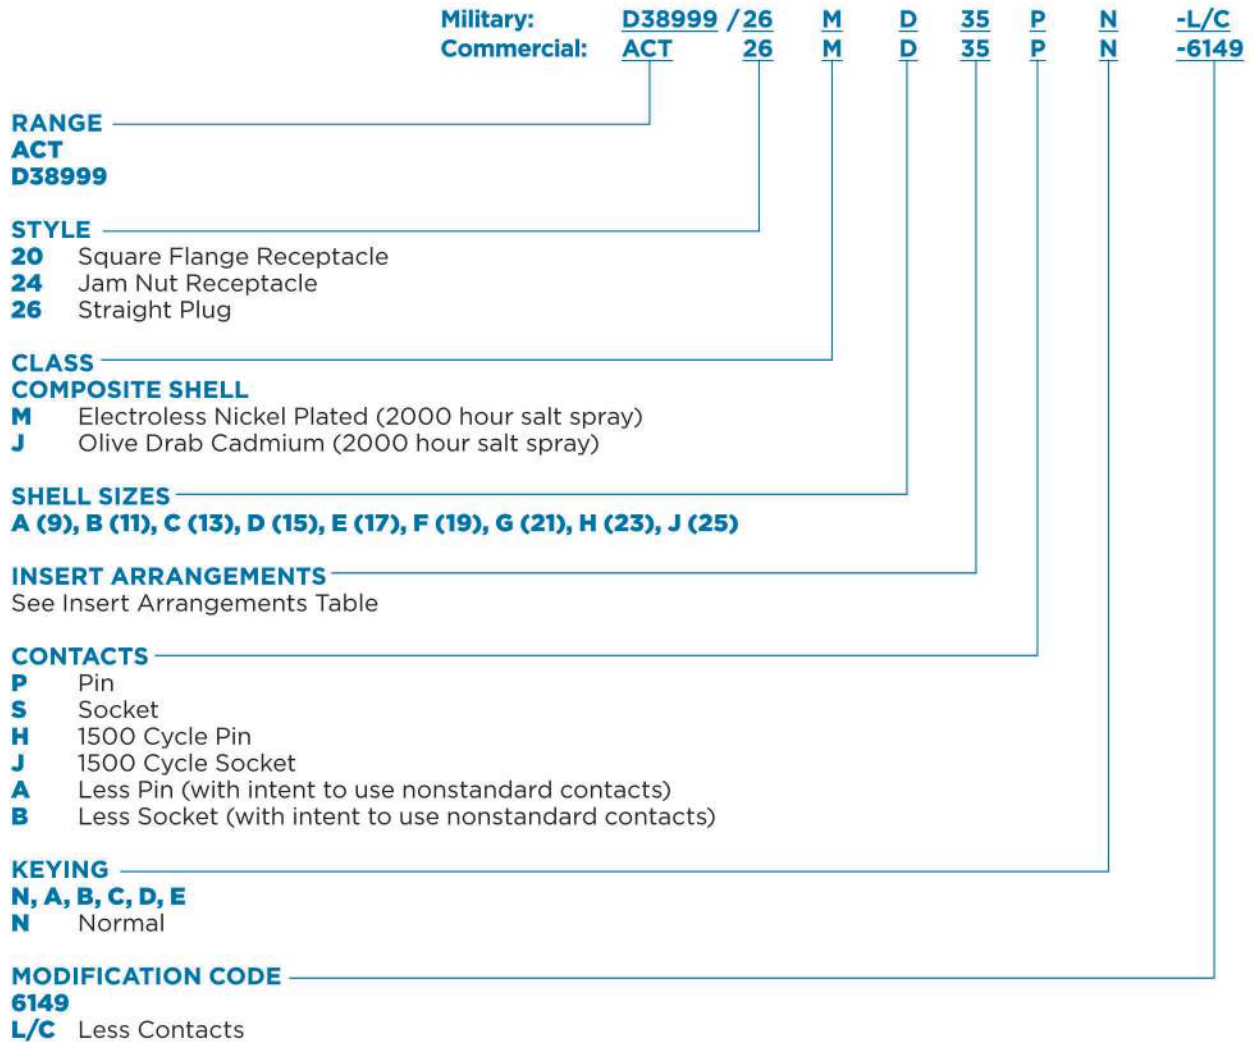 Military: D38999 / 26 M D 35 P N -L/C
Commercial: ACT 26 M D 35 P N -6149
RANGE
ACT
D38999
STYLE
20 Square Flange Receptacle
24 Jam Nut Receptacle
26 Straight Plug
CLASS
COMPOSITE SHELL
M Electroless Nickel Plated (2000 hour salt spray)
J Olive Drab Cadmium (2000 hour salt spray)
SHELL SIZES
A (9), B (11), C (13), D (15), E (17), F (19), G (21), H (23), J (25)
INSERT ARRANGEMENTS
See Insert Arrangements Table
CONTACTS
P Pin
S Socket
H 1500 Cycle Pin
J 1500 Cycle Socket
A Less Pin (with intent to use nonstandard contacts)
B Less Socket (with intent to use nonstandard contacts)
KEYING
N, A, B, C, D, E
N Normal
MODIFICATION CODE
6149
L/C Less Contacts